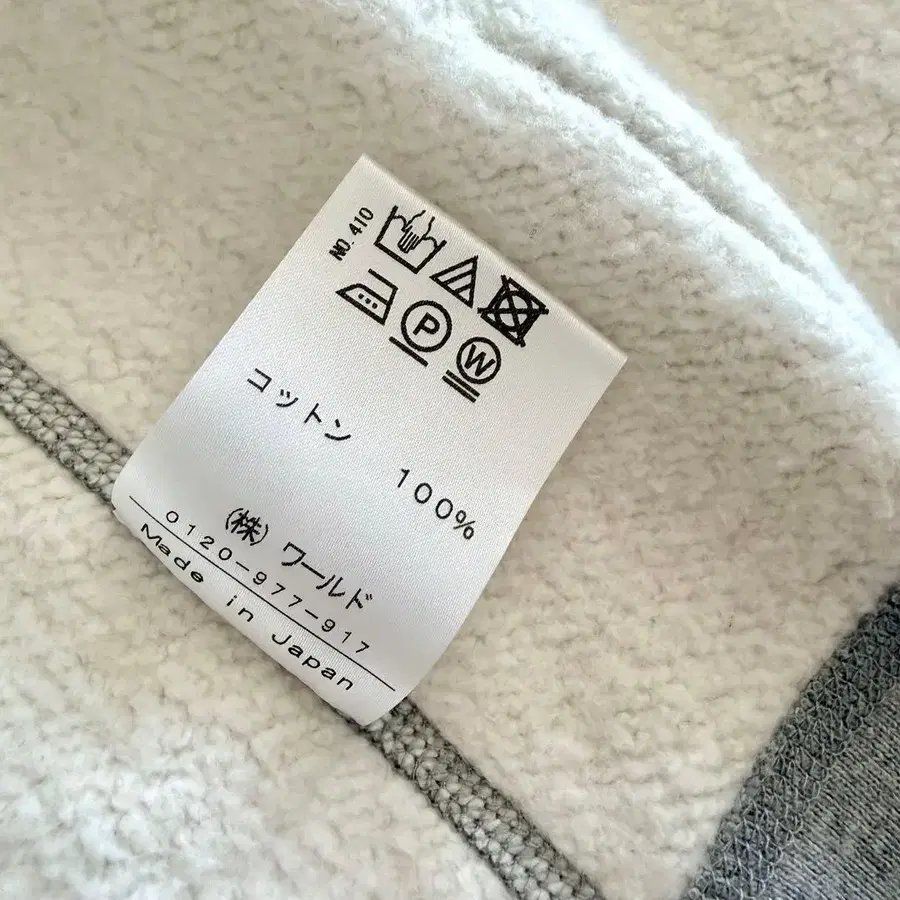 NO.410
P
W
コットン 100%
(株) ワールド
0120-977-917
Made in Japan